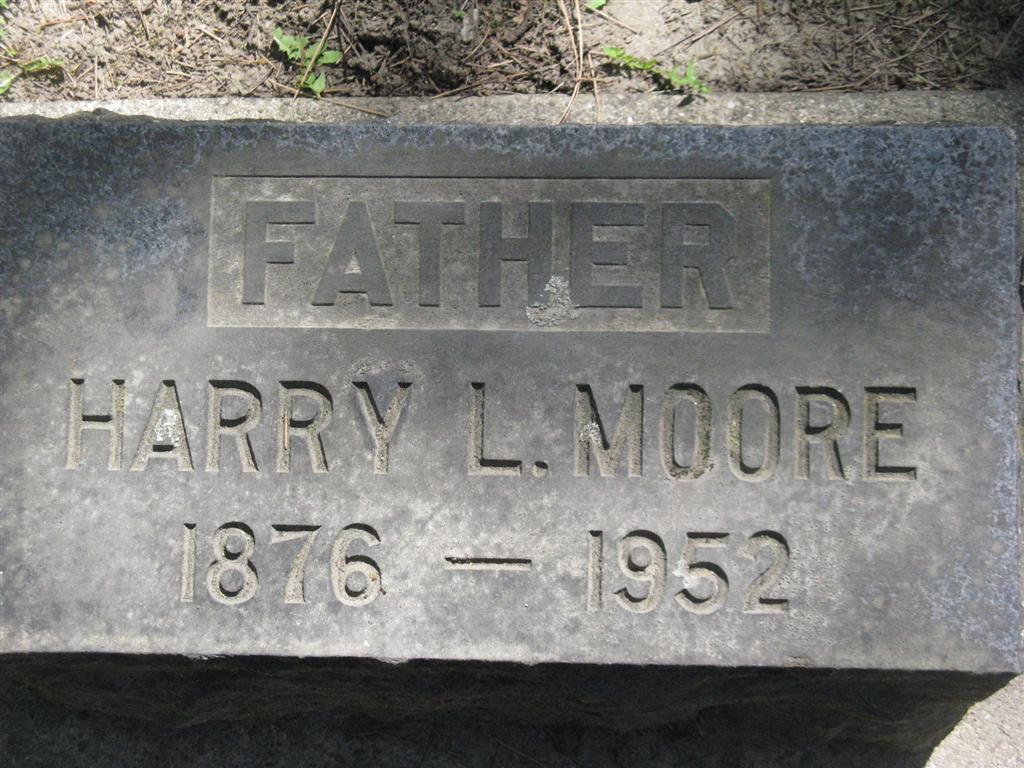 FATHER
HARRY L. MOORE
1876 — 1952